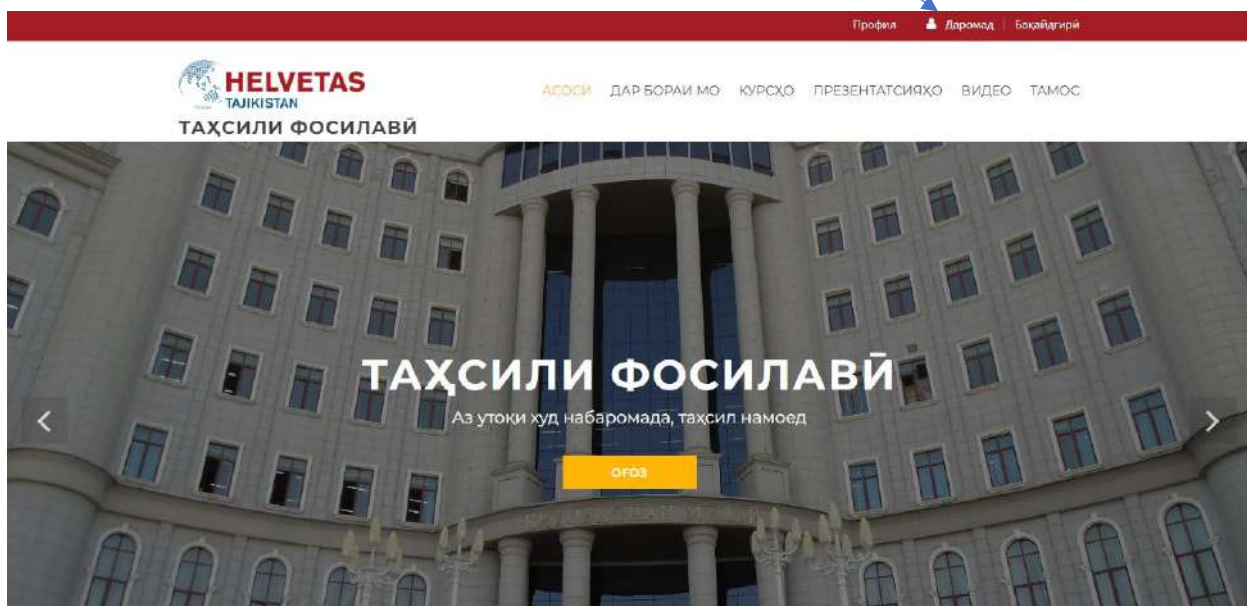 Профил Даромад | Бақайдгирӣ
HELVETAS
TAJIKISTAN
ТАҲСИЛИ ФОСИЛАВӢ
АСОСӢ ДАР БОРАИ МО КУРСҲО ПРЕЗЕНТАТСИЯҲО ВИДЕО ТАМОС
ТАҲСИЛИ ФОСИЛАВӢ
Аз утоқи худ набаромада, таҳсил намоед
ОҒОЗ